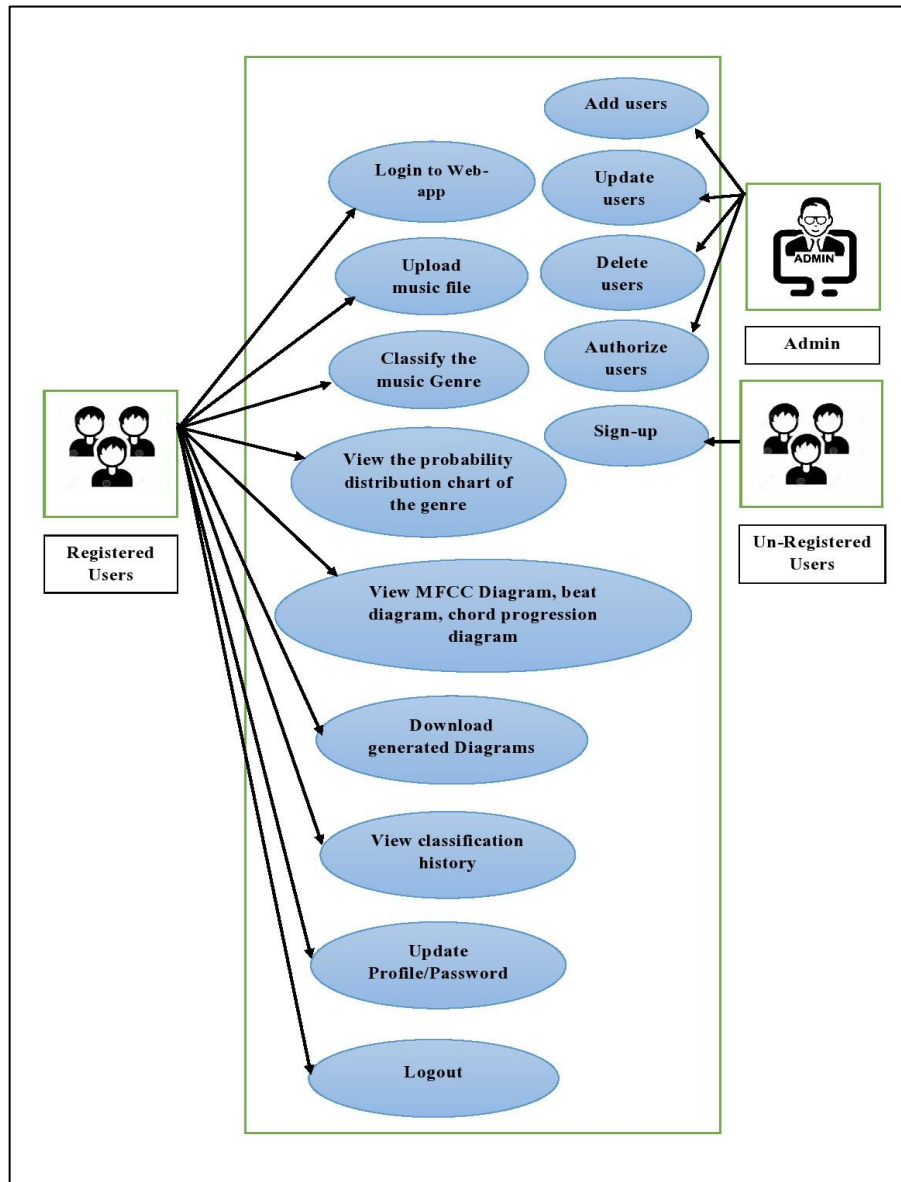 Add users
Login to Web-
app
Update
users
ADMIN
Upload
music file
Delete
users
Admin
Classify the
music Genre
Authorize
users
Sign-up
View the probability
distribution chart of
the genre
Registered
Users
Un-Registered
Users
View MFCC Diagram, beat
diagram, chord progression
diagram
Download
generated Diagrams
View classification
history
Update
Profile/Password
Logout